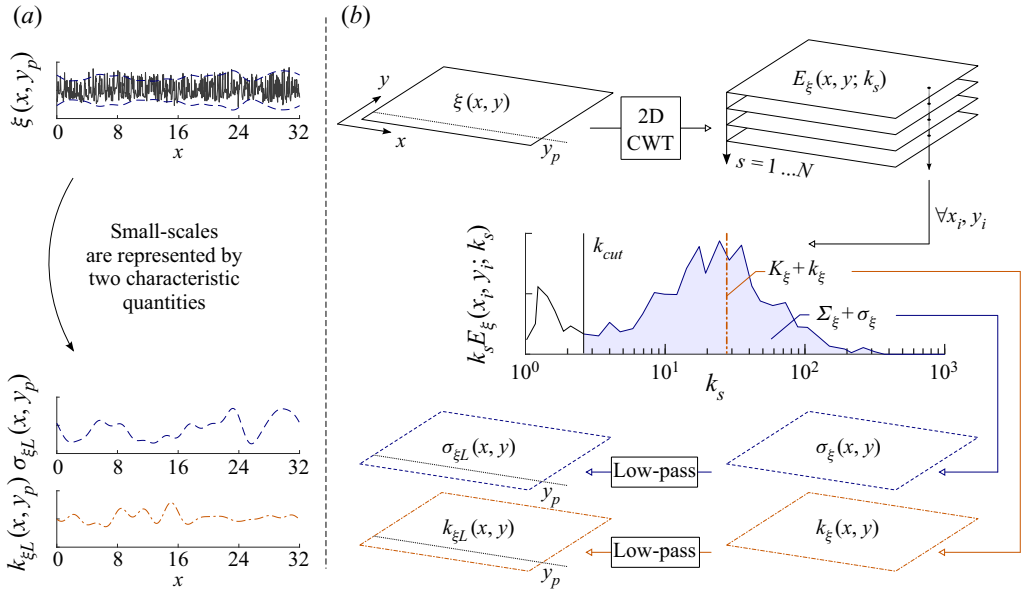 (a)
ξ(x, y_p)
0 8 16 24 32
x
Small-scales
are represented by
two characteristic
quantities
σ_ξL(x, y_p)
0 8 16 24 32
k_ξL(x, y_p)
0 8 16 24 32
x
(b)
y
x
ξ(x, y)
y_p
2D
CWT
E_ξ(x, y; k_s)
s = 1 ...N
∀x_i, y_i
k_sE_ξ(x_i, y_i; k_s)
k_cut
K_ξ + k_ξ
Σ_ξ + σ_ξ
10^0 10^1 10^2 10^3
k_s
σ_ξL(x, y)
y_p
Low-pass
σ_ξ(x, y)
k_ξL(x, y)
y_p
Low-pass
k_ξ(x, y)